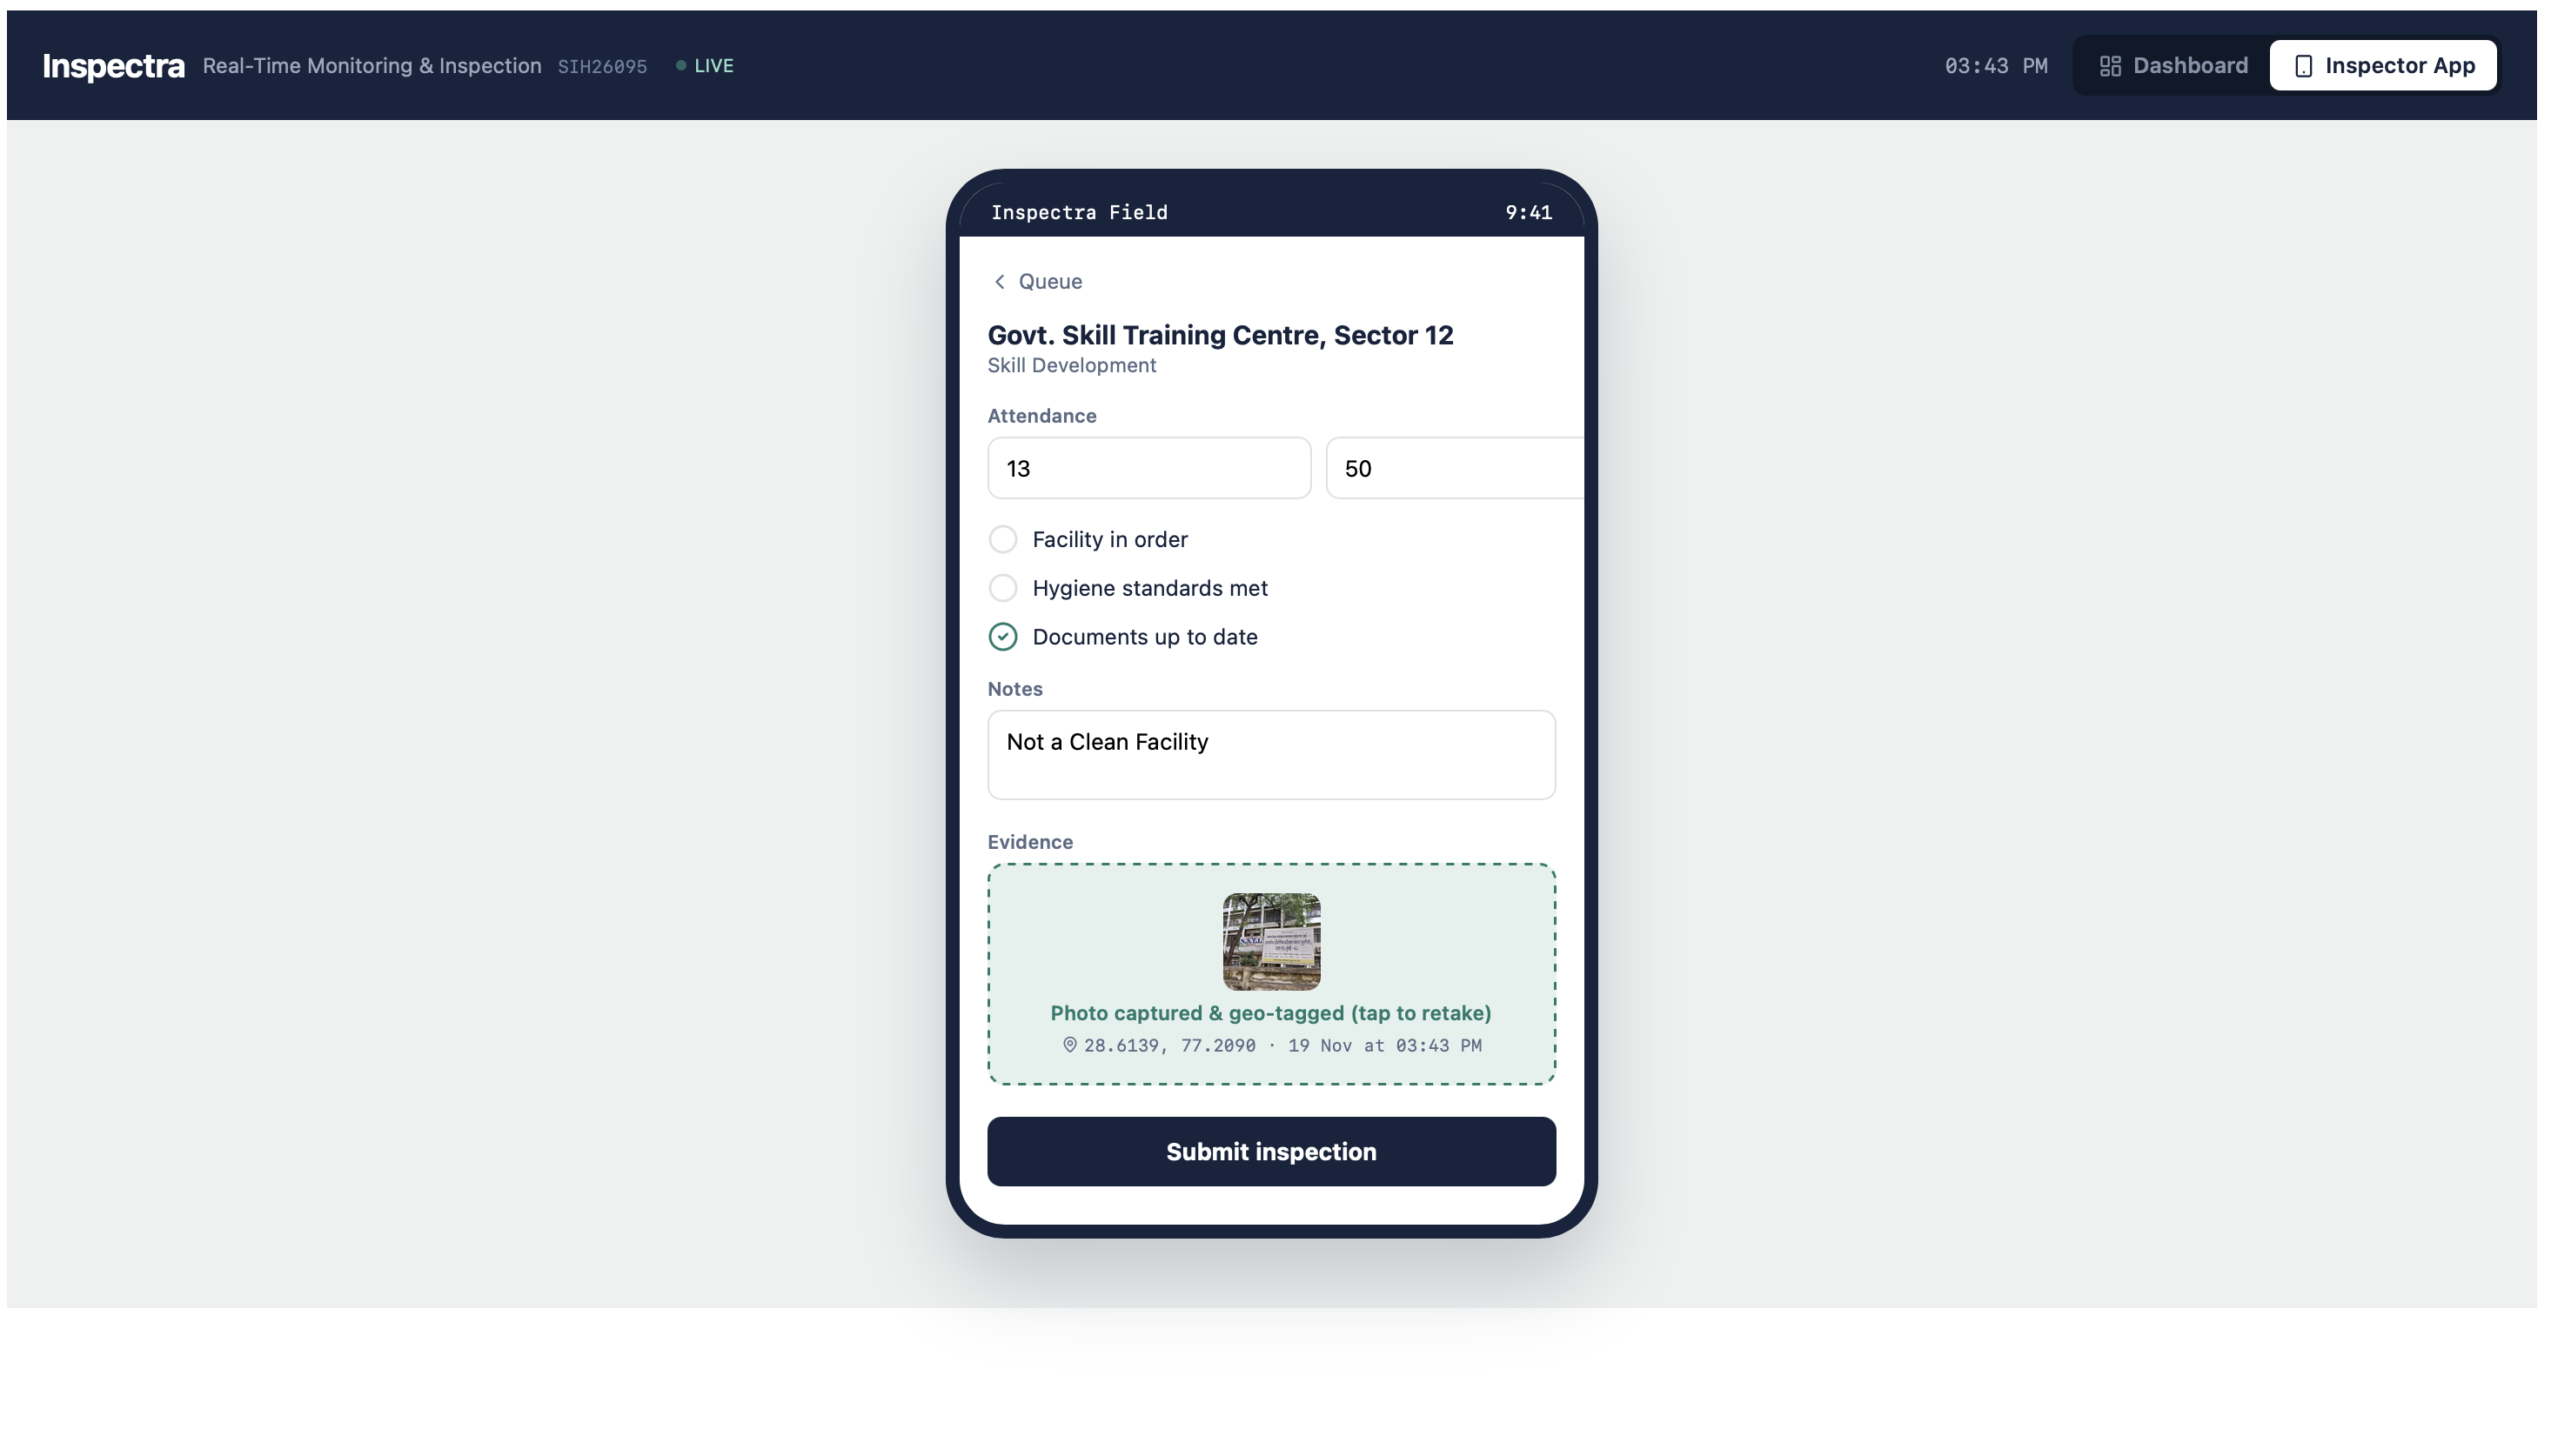 Inspectra Real-Time Monitoring & Inspection SIH26095 LIVE 03:43 PM Dashboard Inspector App
Inspectra Field 9:41
Queue
Govt. Skill Training Centre, Sector 12
Skill Development
Attendance
13 50
Facility in order
Hygiene standards met
Documents up to date
Notes
Not a Clean Facility
Evidence
N.S.T.I.
Photo captured & geo-tagged (tap to retake)
28.6139, 77.2090 · 19 Nov at 03:43 PM
Submit inspection